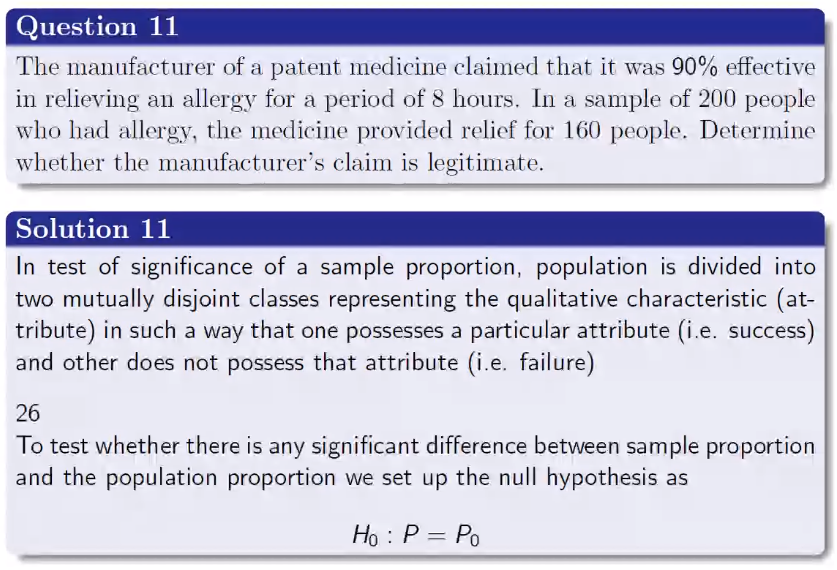 Question 11
The manufacturer of a patent medicine claimed that it was 90% effective
in relieving an allergy for a period of 8 hours. In a sample of 200 people
who had allergy, the medicine provided relief for 160 people. Determine
whether the manufacturer's claim is legitimate.
Solution 11
In test of significance of a sample proportion, population is divided into
two mutually disjoint classes representing the qualitative characteristic (at-
tribute) in such a way that one possesses a particular attribute (i.e. success)
and other does not possess that attribute (i.e. failure)
26
To test whether there is any significant difference between sample proportion
and the population proportion we set up the null hypothesis as
H₀ : P = P₀